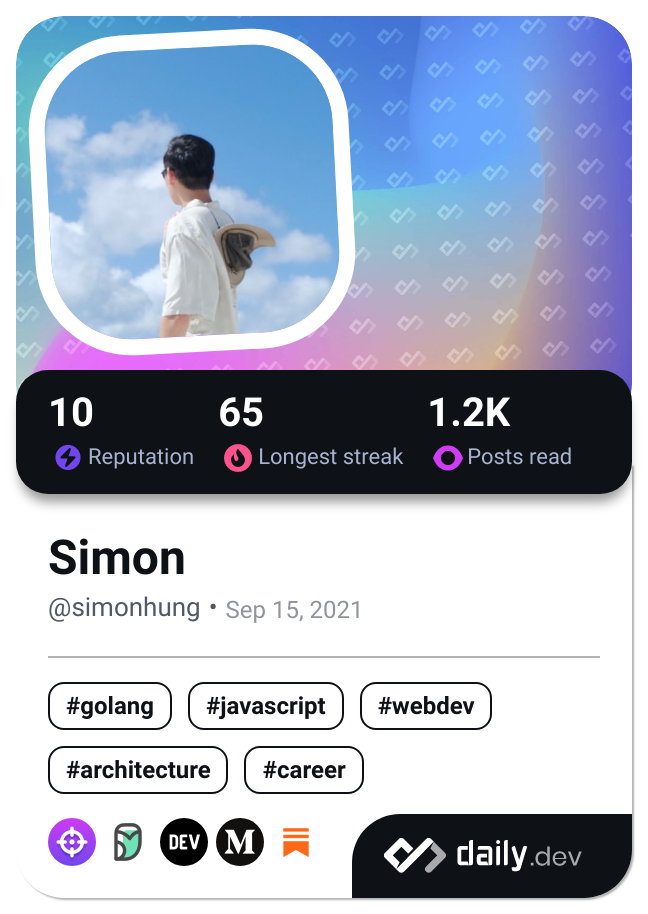 10 65 1.2K
Reputation Longest streak Posts read
Simon
@simonhung • Sep 15, 2021
#golang #javascript #webdev
#architecture #career
DEV M daily.dev